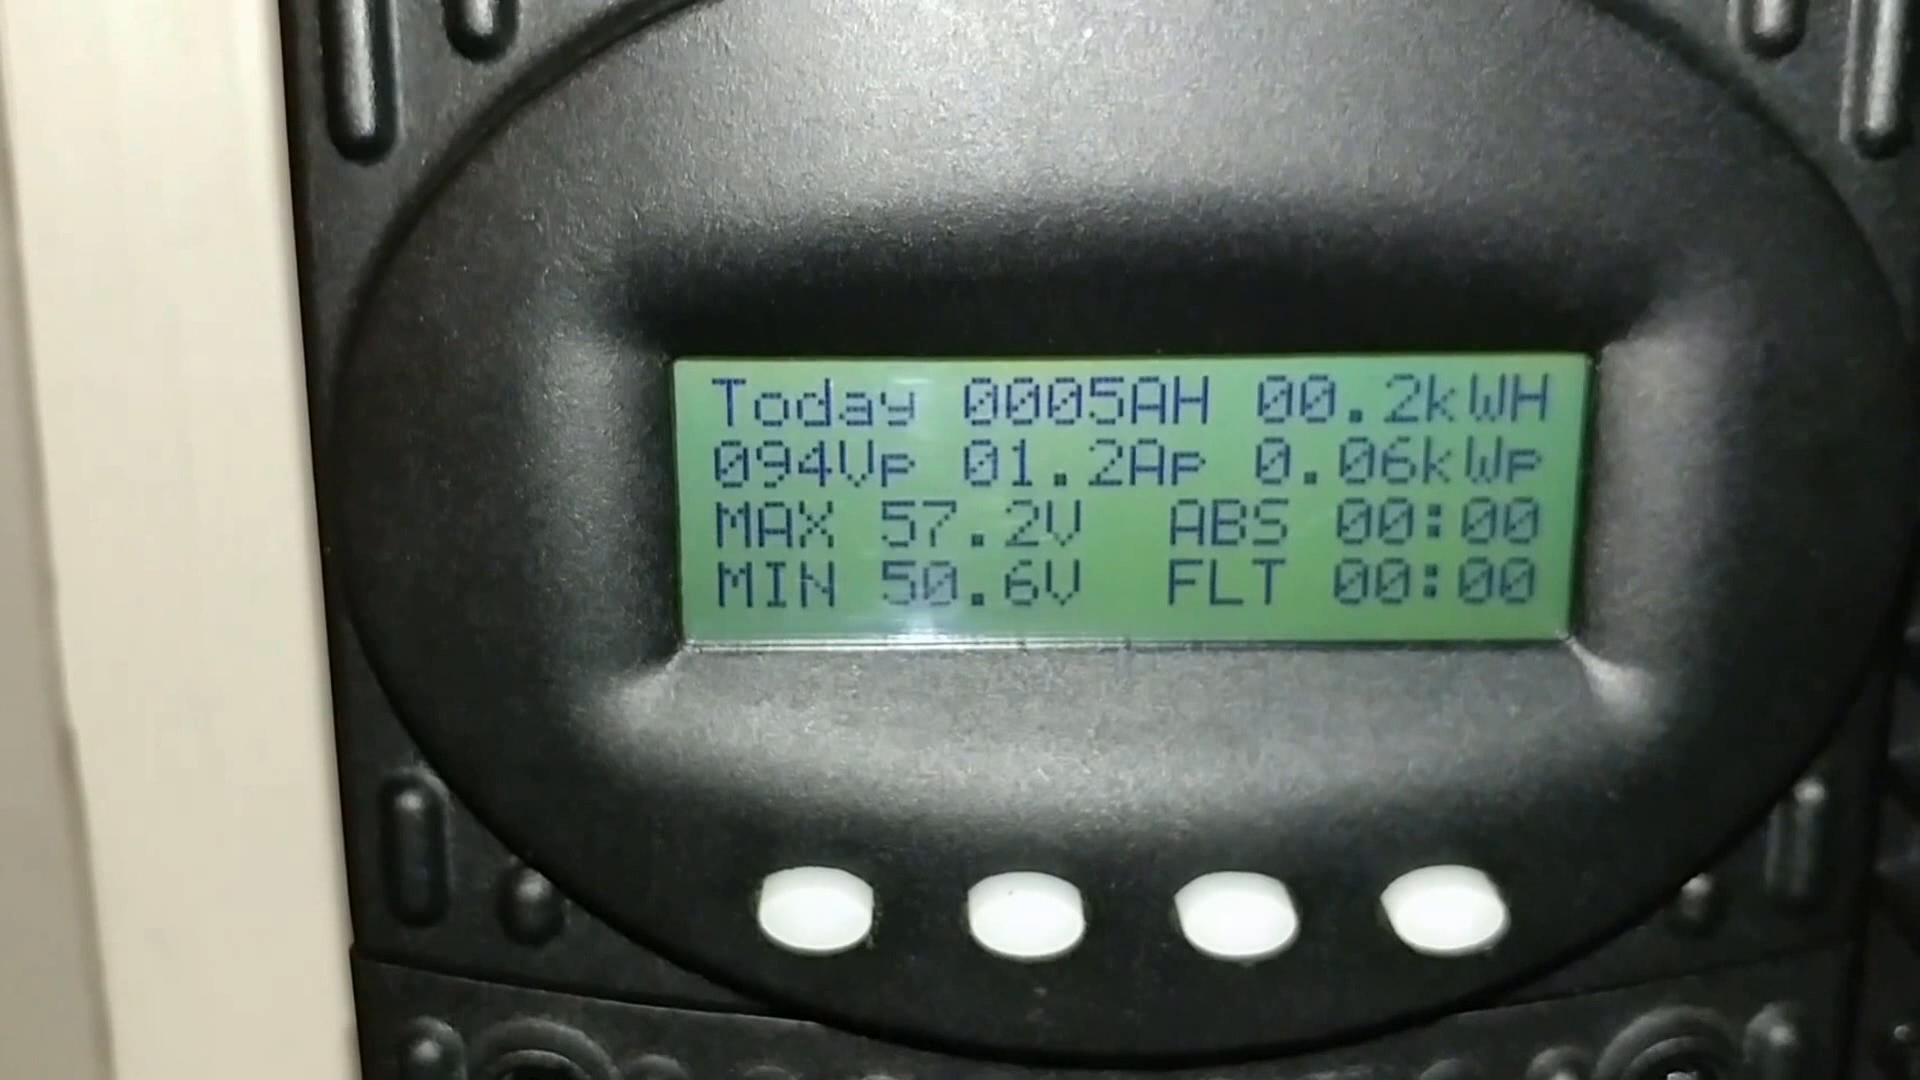 Today 0005AH 00.2kWH
094Vp 01.2Ap 0.06kWp
MAX 57.2V ABS 00:00
MIN 50.6V FLT 00:00